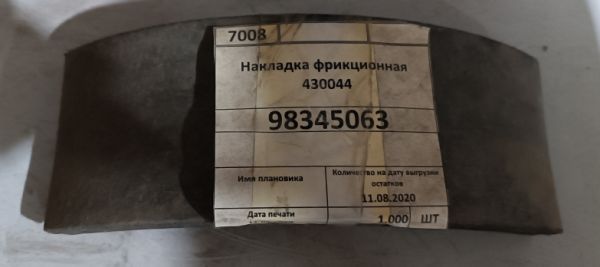 7008
Накладка фрикционная
430044
98345063
Имя плановика
Количество на дату выгрузки
остатков
11.08.2020
Дата печати
1,000 ШТ